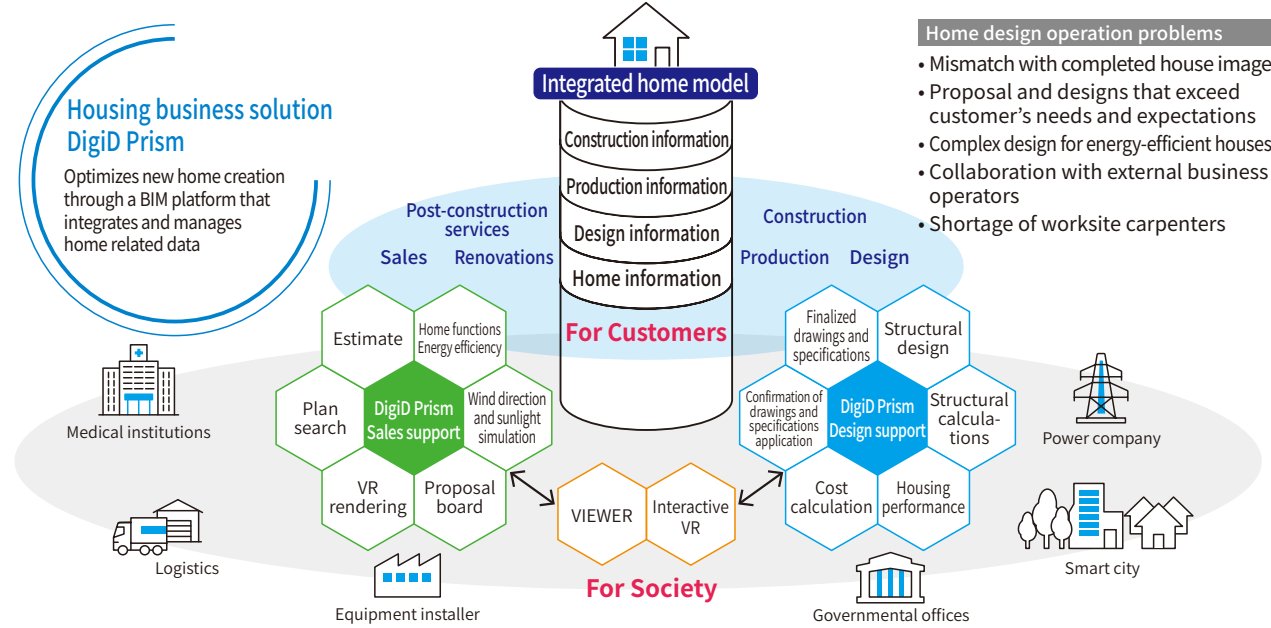 Housing business solution
DigiD Prism
Optimizes new home creation
through a BIM platform that
integrates and manages
home related data
Integrated home model
Construction information
Production information
Design information
Home information
For Customers
Home design operation problems
• Mismatch with completed house image
• Proposal and designs that exceed
customer's needs and expectations
• Complex design for energy-efficient houses
• Collaboration with external business
operators
• Shortage of worksite carpenters
Post-construction
services
Sales
Renovations
Construction
Production
Design
Estimate
Home functions
Energy efficiency
Plan
search
DigiD Prism
Sales support
Wind direction
and sunlight
simulation
VR
rendering
Proposal
board
VIEWER
Interactive
VR
Finalized
drawings and
specifications
Structural
design
Confirmation of
drawings and
specifications
application
DigiD Prism
Design support
Structural
calcula-
tions
Cost
calculation
Housing
performance
Medical institutions
Logistics
Equipment installer
For Society
Governmental offices
Smart city
Power company